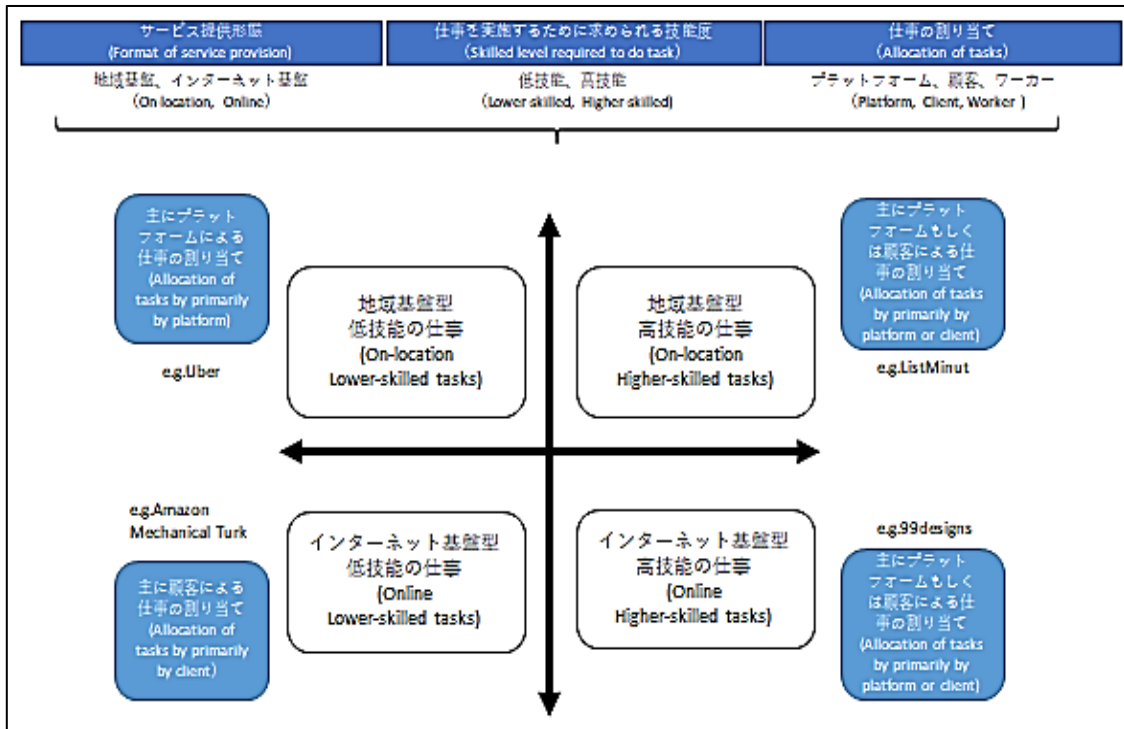 サービス提供形態
(Format of service provision)
仕事を実施するために求められる技能度
(Skilled level required to do task)
仕事の割り当て
(Allocation of tasks)
地域基盤、インターネット基盤
(On location, Online)
低技能、高技能
(Lower skilled, Higher skilled)
プラットフォーム、顧客、ワーカー
(Platform, Client, Worker )
主にプラット
フォームによる
仕事の割り当て
(Allocation of
tasks by primarily
by platform)
e.g.Uber
地域基盤型
低技能の仕事
(On-location
Lower-skilled tasks)
地域基盤型
高技能の仕事
(On-location
Higher-skilled tasks)
主にプラット
フォームもしく
は顧客による仕
事の割り当て
(Allocation of tasks
by primarily by
platform or client)
e.g.ListMinut
e.g.Amazon
Mechanical Turk
主に顧客による
仕事の割り当て
(Allocation of
tasks by primarily
by client)
インターネット基盤型
低技能の仕事
(Online
Lower-skilled tasks)
インターネット基盤型
高技能の仕事
(Online
Higher-skilled tasks)
e.g.99designs
主にプラット
フォームもしく
は顧客による仕
事の割り当て
(Allocation of tasks
by primarily by
platform or client)